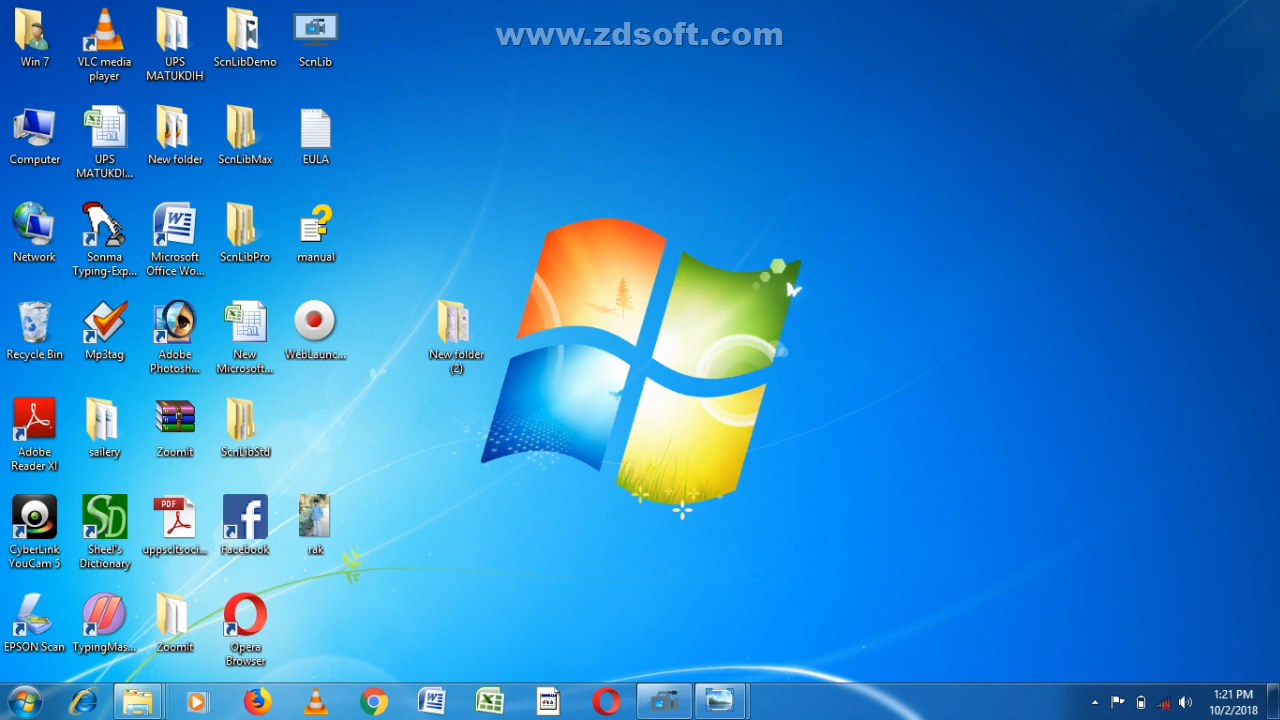 www.zdsoft.com
Win 7
VLC media
player
UPS
MATUKDIH
ScnLibDemo
ScnLib
Computer
UPS
MATUKDI...
New folder
ScnLibMax
EULA
Network
Sonma
Typing-Exp...
Microsoft
Office Wo...
ScnLibPro
manual
Recycle Bin
Mp3tag
Adobe
Photosh...
New
Microsoft...
WebLaunc...
New folder
(2)
Adobe
Reader XI
sailery
ZoomIt
ScnLibStd
CyberLink
YouCam 5
SD
Sheel's
Dictionary
PDF
uppscltsoci...
Facebook
rak
EPSON Scan
TypingMas...
ZoomIt
Opera
Browser
1:21 PM
10/2/2018